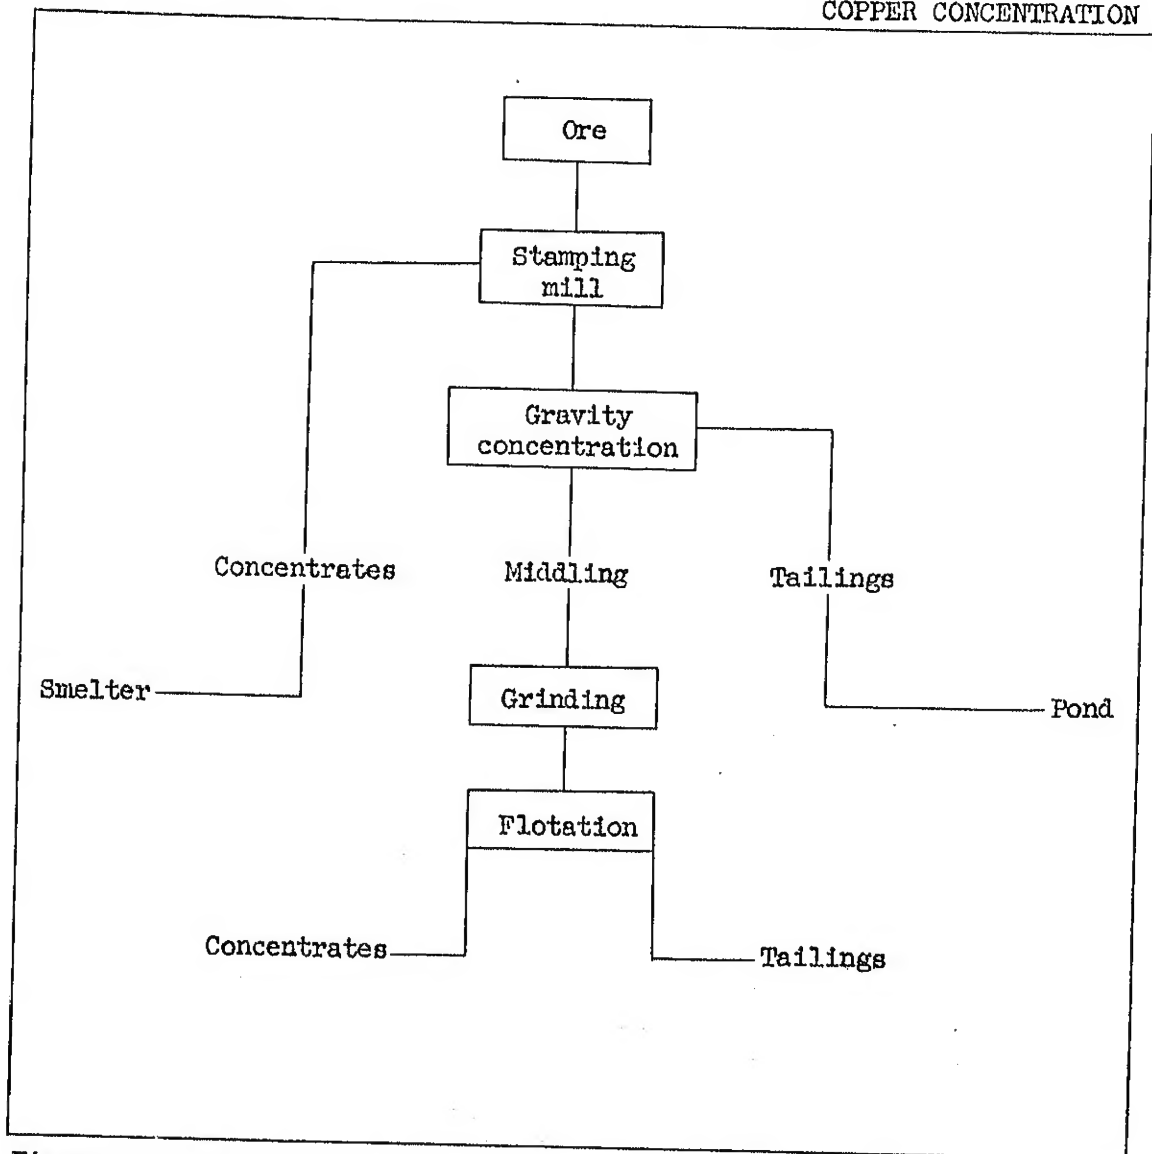 COPPER CONCENTRATION
Ore
Stamping
mill
Gravity
concentration
Concentrates
Middling
Tailings
Smelter
Grinding
Pond
Flotation
Concentrates
Tailings